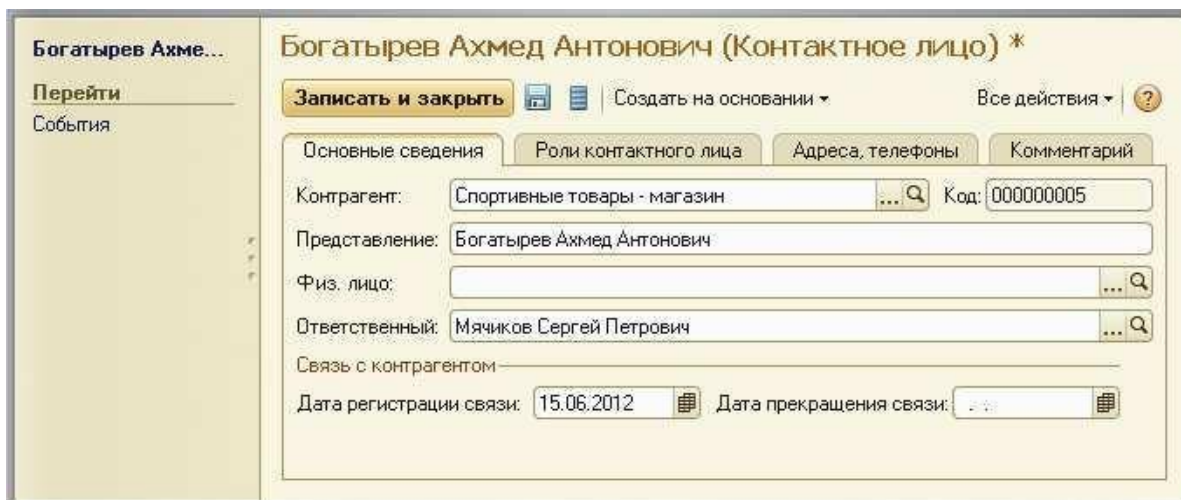 Богатырев Ахме...
Перейти
События
Богатырев Ахмед Антонович (Контактное лицо) *
Записать и закрыть Создать на основании Все действия ?
Основные сведения Роли контактного лица Адреса, телефоны Комментарий
Контрагент: Спортивные товары - магазин ... Код: 000000005
Представление: Богатырев Ахмед Антонович
Физ. лицо: ...
Ответственный: Мячиков Сергей Петрович ...
Связь с контрагентом
Дата регистрации связи: 15.06.2012 Дата прекращения связи: . .